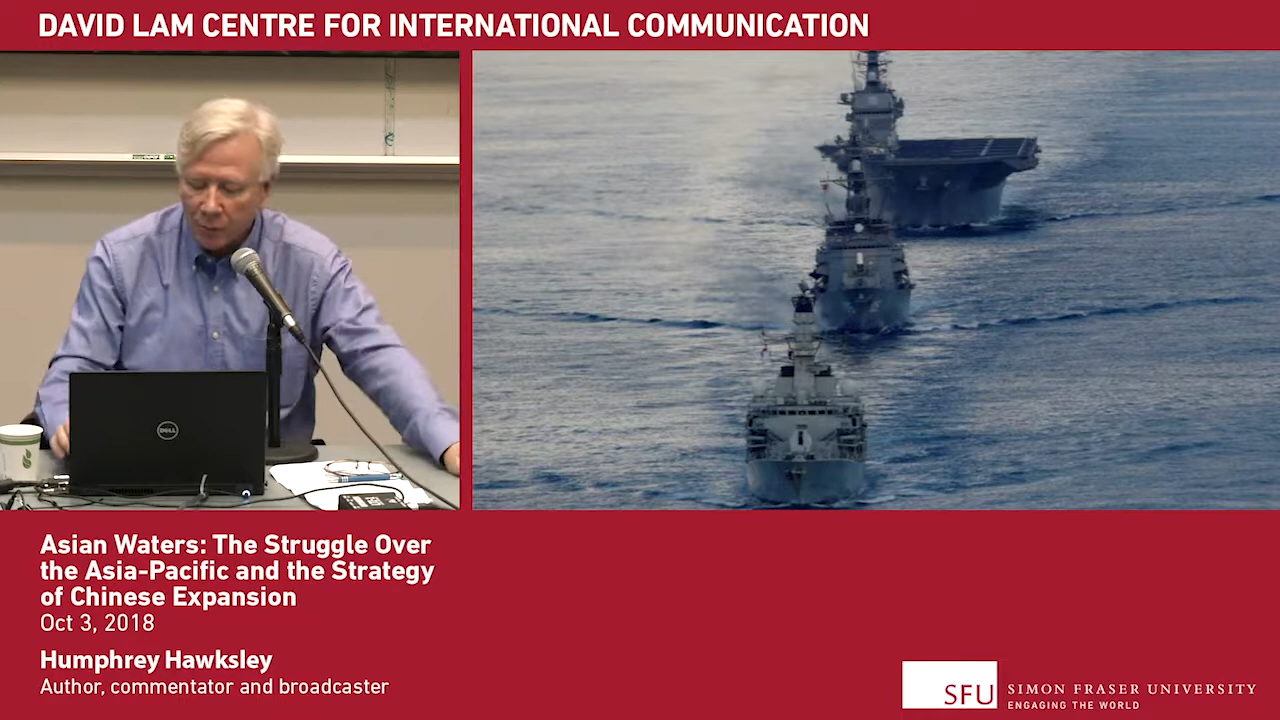 DAVID LAM CENTRE FOR INTERNATIONAL COMMUNICATION
DELL
Asian Waters: The Struggle Over
the Asia-Pacific and the Strategy
of Chinese Expansion
Oct 3, 2018
Humphrey Hawksley
Author, commentator and broadcaster
SFU
SIMON FRASER UNIVERSITY
ENGAGING THE WORLD